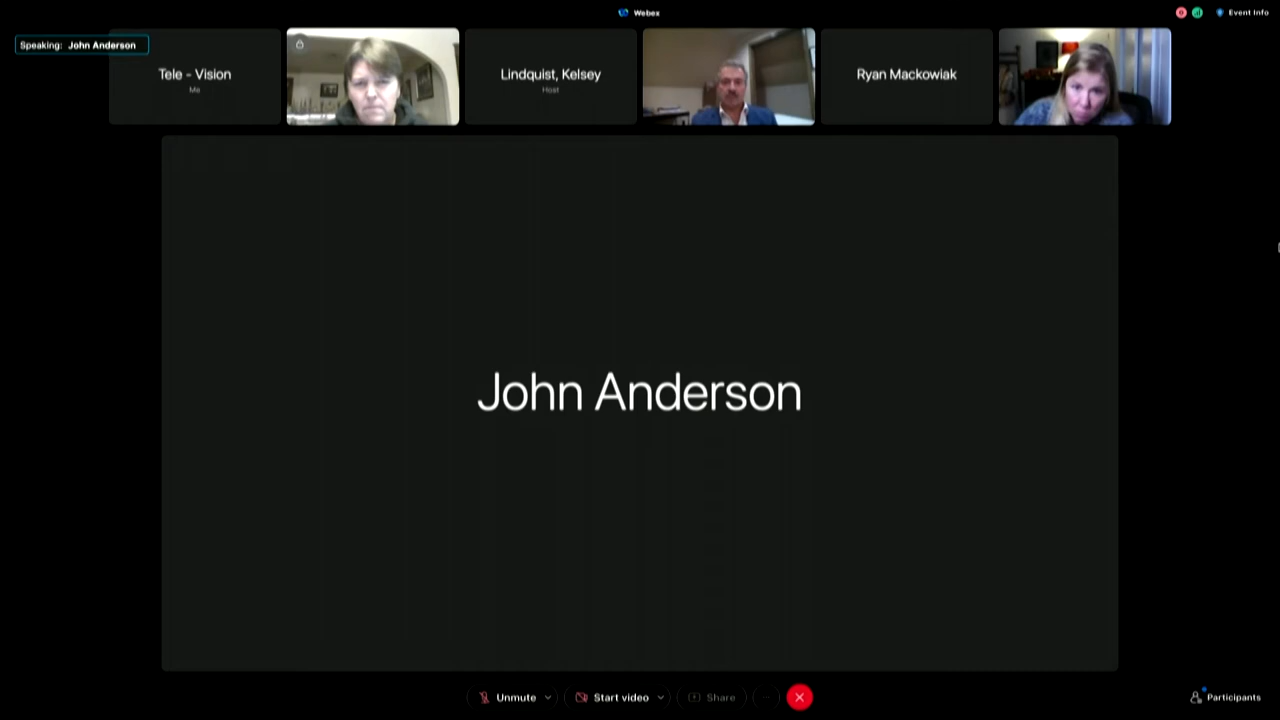 Webex
Event Info
Speaking: John Anderson
Tele - Vision
Me
Lindquist, Kelsey
Host
Ryan Mackowiak
John Anderson
Unmute
Start video
Share
Participants